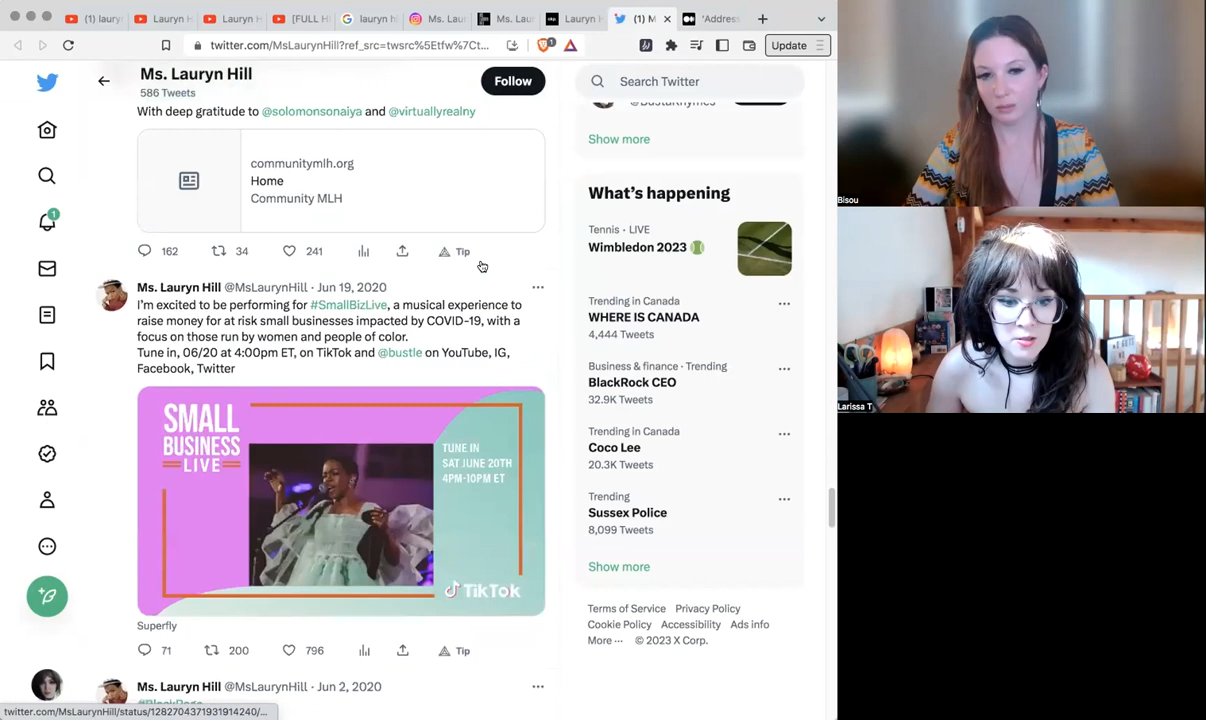 (1) laury
Lauryn H
Lauryn H
[FULL H
lauryn h
Ms. Lau
Ms. Lau
Lauryn
(1) M
'Addres
twitter.com/MsLaurynHill?ref_src=twsrc%5Etfw%7Ct...
Update
Ms. Lauryn Hill
586 Tweets
Follow
Search Twitter
With deep gratitude to @solomonsonaiya and @virtuallyrealny
communitymlh.org
Home
Community MLH
162
34
241
Tip
Ms. Lauryn Hill @MsLaurynHill · Jun 19, 2020
I'm excited to be performing for #SmallBizLive, a musical experience to
raise money for at risk small businesses impacted by COVID-19, with a
focus on those run by women and people of color.
Tune in, 06/20 at 4:00pm ET, on TikTok and @bustle on YouTube, IG,
Facebook, Twitter
SMALL
BUSINESS
LIVE
TUNE IN
SAT.JUNE 20TH
4PM-10PM ET
TikTok
Superfly
71
200
796
Tip
Ms. Lauryn Hill @MsLaurynHill · Jun 2, 2020
twitter.com/MsLaurynHill/status/1282704371931914240/...
@BustaRhymes
Show more
What's happening
Tennis · LIVE
Wimbledon 2023
Trending in Canada
WHERE IS CANADA
4,444 Tweets
Business & finance · Trending
BlackRock CEO
32.9K Tweets
Trending in Canada
Coco Lee
20.3K Tweets
Trending
Sussex Police
8,099 Tweets
Show more
Terms of Service Privacy Policy
Cookie Policy Accessibility Ads info
More ··· © 2023 X Corp.
1
Bisou
Larissa T